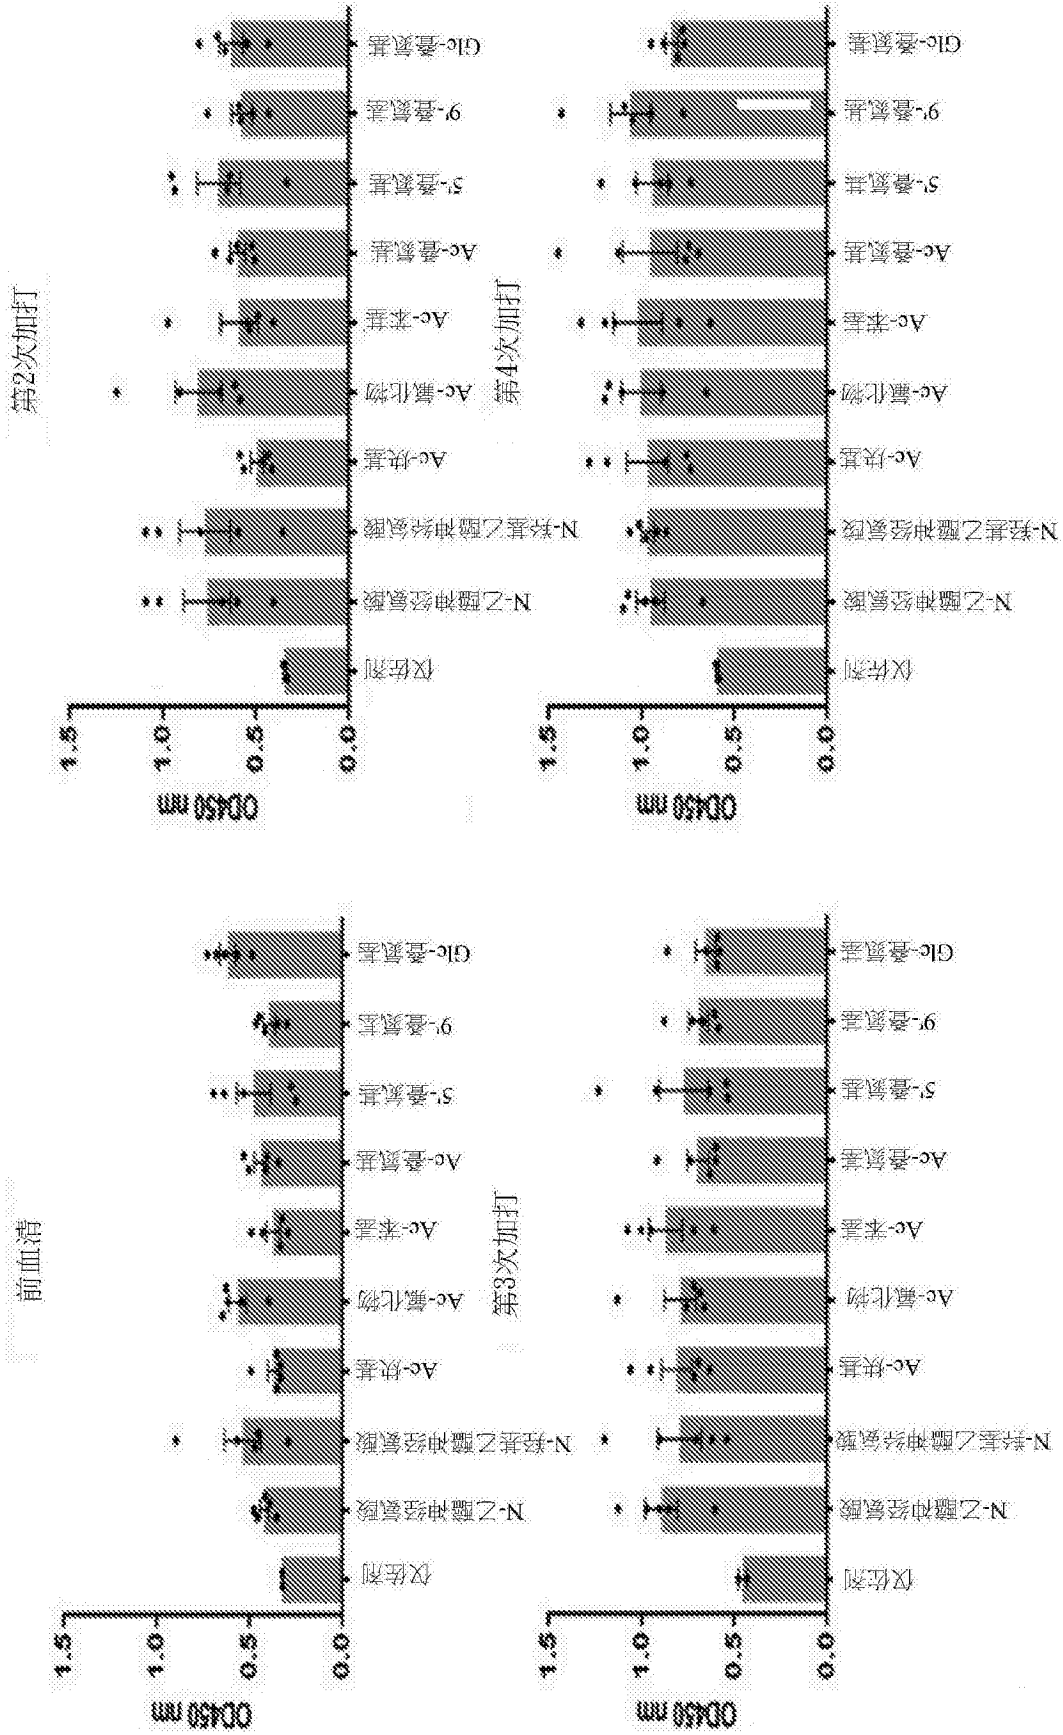 前血清
OD450 nm
1.5
1.0
0.5
0.0
仅佐剂
N-乙醯神经氨酸
N-羟基乙醯神经氨酸
Ac-炔基
Ac-氟化物
Ac-苯基
Ac-叠氮基
5'-叠氮基
9'-叠氮基
Glc-叠氮基
第2次加打
OD450 nm
1.5
1.0
0.5
0.0
仅佐剂
N-乙醯神经氨酸
N-羟基乙醯神经氨酸
Ac-炔基
Ac-氟化物
Ac-苯基
Ac-叠氮基
5'-叠氮基
9'-叠氮基
Glc-叠氮基
第3次加打
OD450 nm
1.5
1.0
0.5
0.0
仅佐剂
N-乙醯神经氨酸
N-羟基乙醯神经氨酸
Ac-炔基
Ac-氟化物
Ac-苯基
Ac-叠氮基
5'-叠氮基
9'-叠氮基
Glc-叠氮基
第4次加打
OD450 nm
1.5
1.0
0.5
0.0
仅佐剂
N-乙醯神经氨酸
N-羟基乙醯神经氨酸
Ac-炔基
Ac-氟化物
Ac-苯基
Ac-叠氮基
5'-叠氮基
9'-叠氮基
Glc-叠氮基